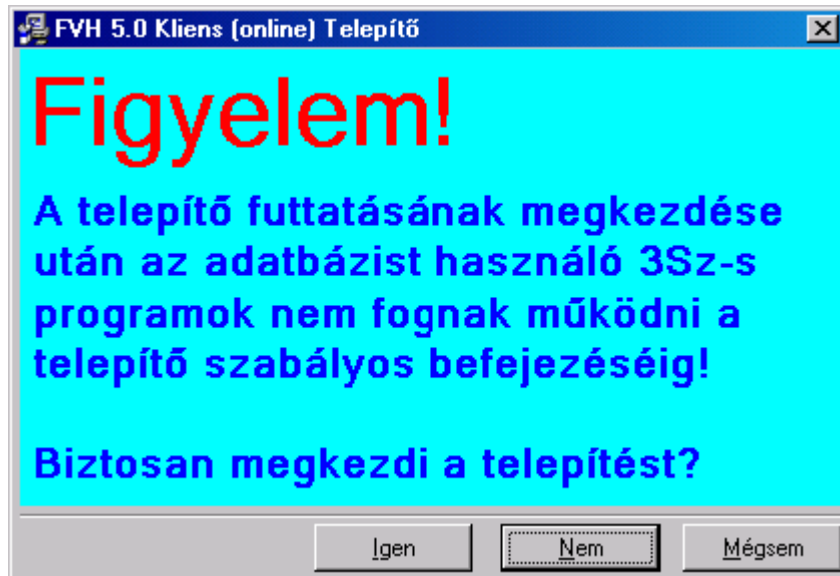 FVH 5.0 Kliens (online) Telepítő
Figyelem!
A telepítő futtatásának megkezdése
után az adatbázist használó 3Sz-s
programok nem fognak működni a
telepítő szabályos befejezéséig!
Biztosan megkezdi a telepítést?
Igen Nem Mégsem